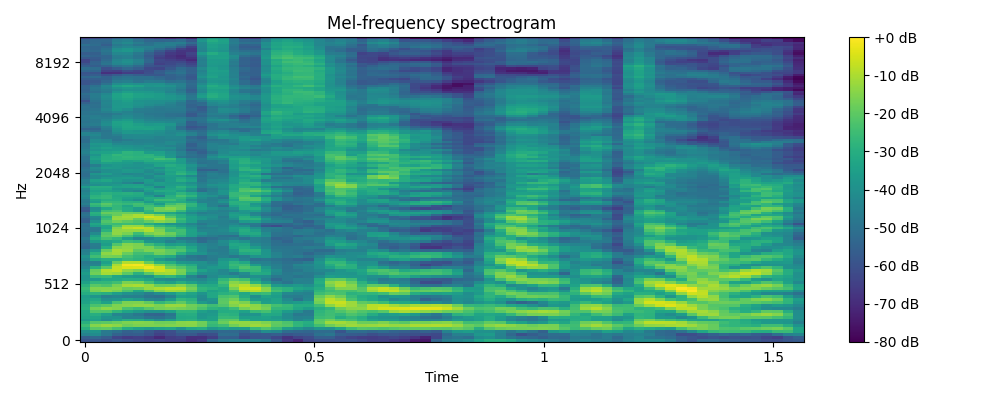 Mel-frequency spectrogram
Hz
8192
4096
2048
1024
512
0
0
0.5
1
1.5
Time
+0 dB
-10 dB
-20 dB
-30 dB
-40 dB
-50 dB
-60 dB
-70 dB
-80 dB